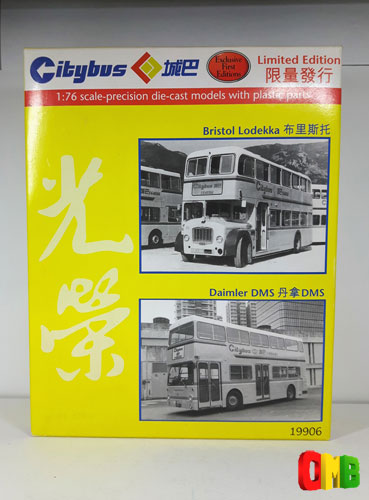 Citybus 城巴
Exclusive
First
Editions
Limited Edition
限量發行
1:76 scale-precision die-cast models with plastic parts
Bristol Lodekka 布里斯托
Citybus
光榮
Daimler DMS 丹拿DMS
Citybus
19906
OMB